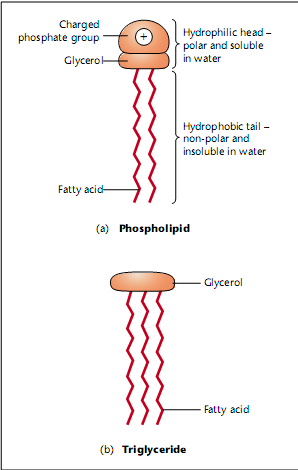 Charged
phosphate group
+
Hydrophilic head –
polar and soluble
in water
Glycerol
Hydrophobic tail –
non-polar and
insoluble in water
Fatty acid
(a) Phospholipid
Glycerol
Fatty acid
(b) Triglyceride